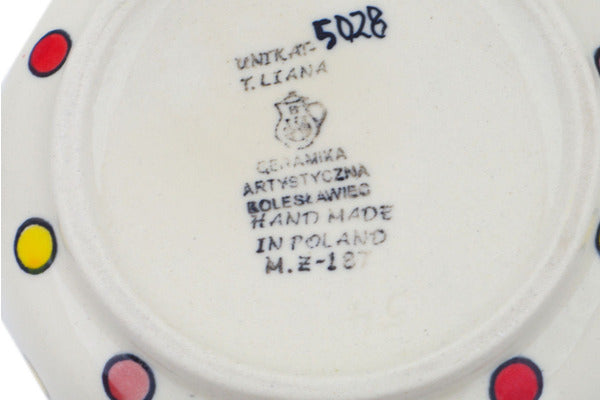 UNIKAT-5028
T. LIANA
CERAMIKA
ARTYSTYCZNA
BOLESŁAWIEC
HAND MADE
IN POLAND
M.Z-187